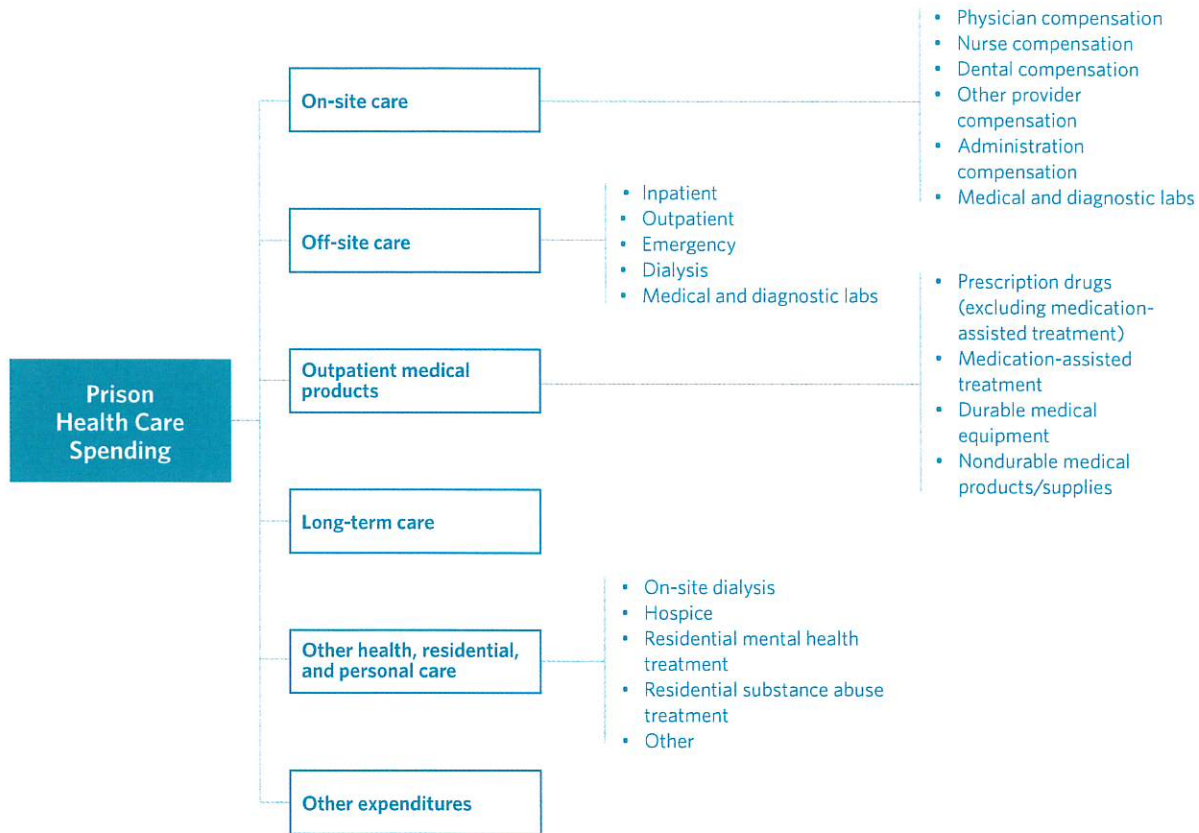 Prison
Health Care
Spending
On-site care
• Physician compensation
• Nurse compensation
• Dental compensation
• Other provider
compensation
• Administration
compensation
• Medical and diagnostic labs
Off-site care
• Inpatient
• Outpatient
• Emergency
• Dialysis
• Medical and diagnostic labs
Outpatient medical
products
• Prescription drugs
(excluding medication-
assisted treatment)
• Medication-assisted
treatment
• Durable medical
equipment
• Nondurable medical
products/supplies
Long-term care
Other health, residential,
and personal care
• On-site dialysis
• Hospice
• Residential mental health
treatment
• Residential substance abuse
treatment
• Other
Other expenditures